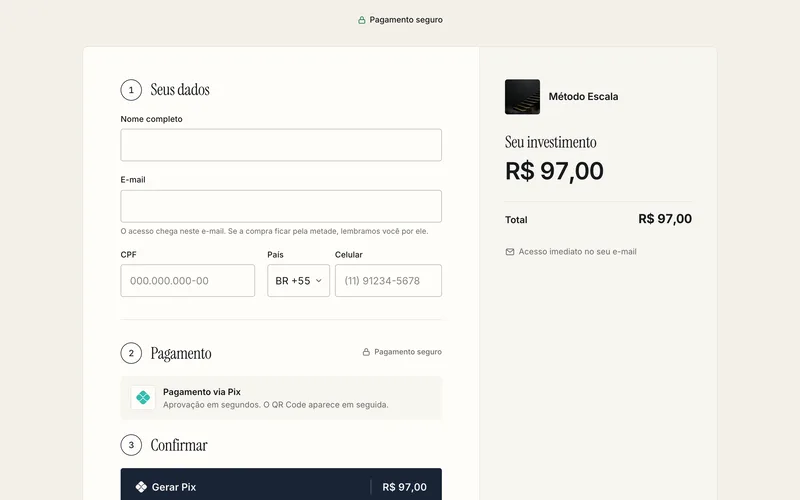 Pagamento seguro
1 Seus dados
Nome completo
E-mail
O acesso chega neste e-mail. Se a compra ficar pela metade, lembramos você por ele.
CPF País Celular
000.000.000-00 BR +55 (11) 91234-5678
2 Pagamento Pagamento seguro
Pagamento via Pix
Aprovação em segundos. O QR Code aparece em seguida.
3 Confirmar
Gerar Pix R$ 97,00
Método Escala
Seu investimento
R$ 97,00
Total R$ 97,00
Acesso imediato no seu e-mail